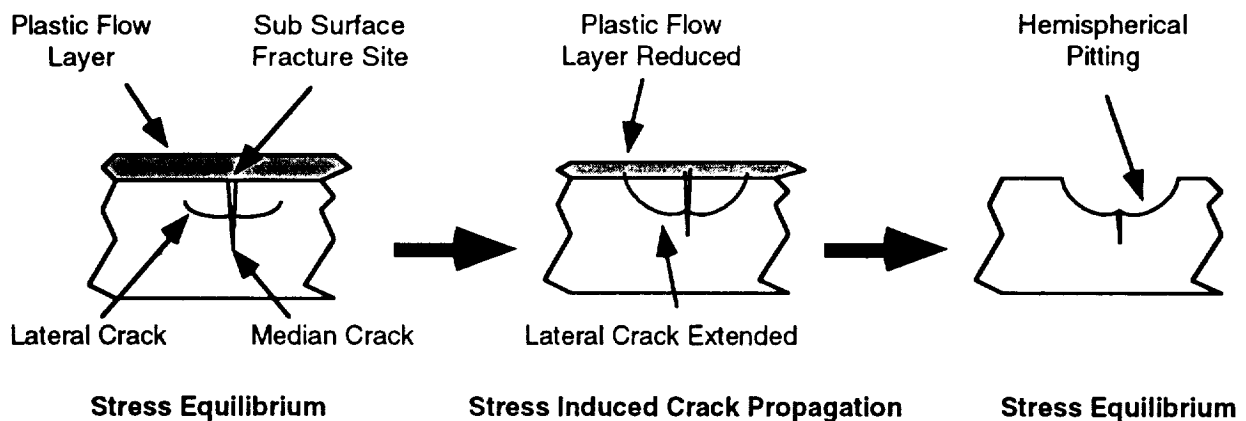 Plastic Flow
Layer
Sub Surface
Fracture Site
Plastic Flow
Layer Reduced
Hemispherical
Pitting
Lateral Crack
Median Crack
Lateral Crack Extended
Stress Equilibrium
Stress Induced Crack Propagation
Stress Equilibrium